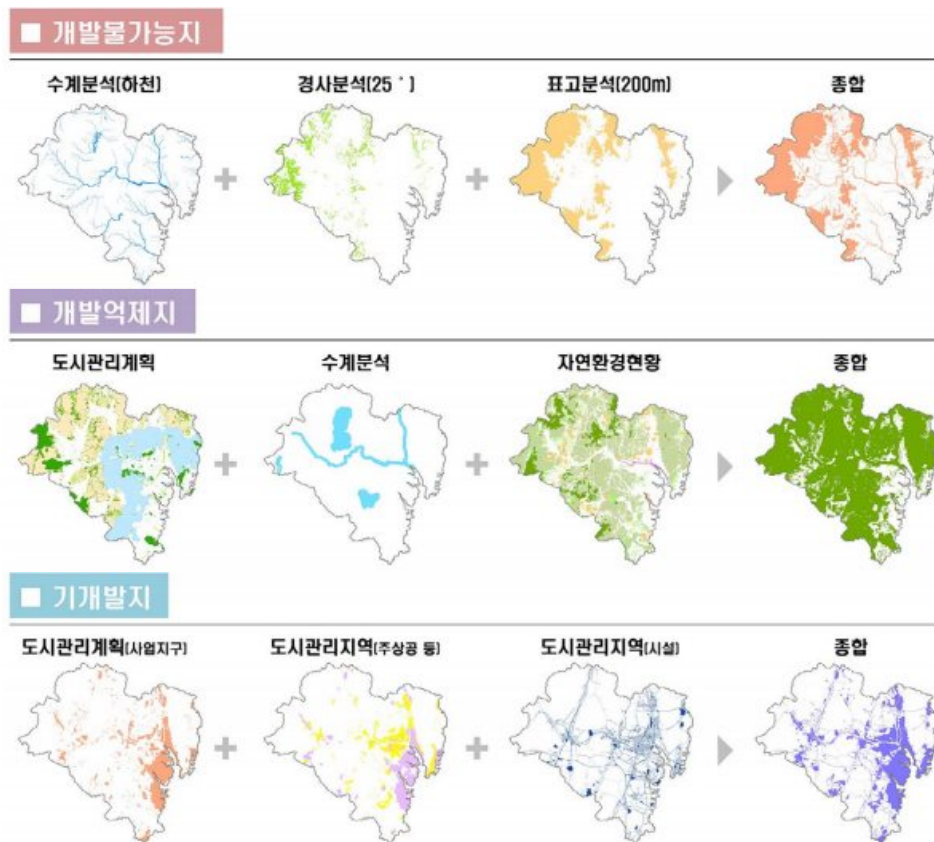 ■ 개발불가능지
수계분석(하천) 경사분석(25°) 표고분석(200m) 종합
■ 개발억제지
도시관리계획 수계분석 자연환경현황 종합
■ 기개발지
도시관리계획(사업지구) 도시관리지역(주상공 등) 도시관리지역(시설) 종합